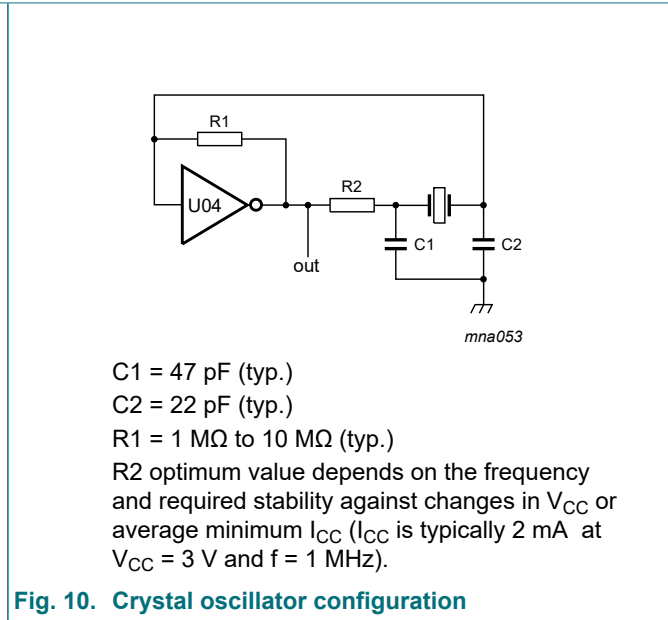 R1
U04
R2
out
C1
C2
mna053
C1 = 47 pF (typ.)
C2 = 22 pF (typ.)
R1 = 1 MΩ to 10 MΩ (typ.)
R2 optimum value depends on the frequency
and required stability against changes in VCC or
average minimum ICC (ICC is typically 2 mA at
VCC = 3 V and f = 1 MHz).
Fig. 10. Crystal oscillator configuration